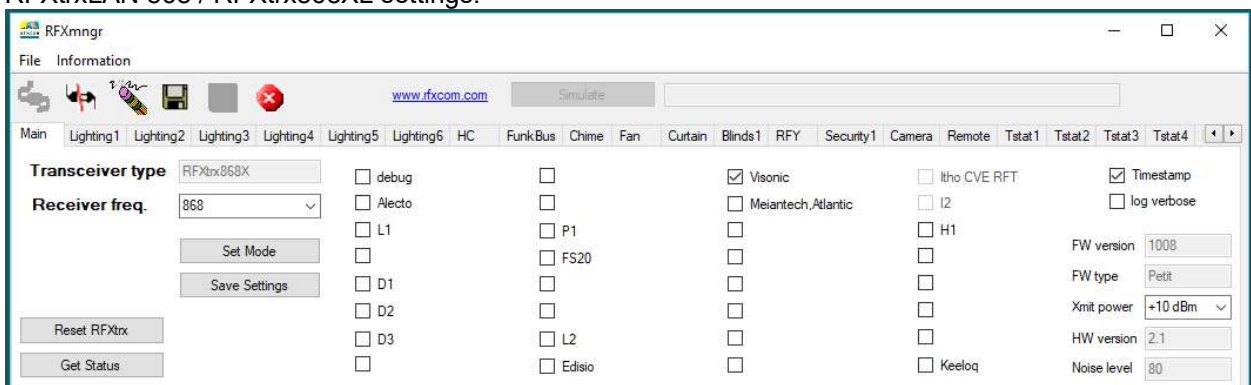 RFXtrxLAN 868 / RFXtrx868XL settings:
RFXmngr
File Information
www.rfxcom.com Simulate
Main Lighting1 Lighting2 Lighting3 Lighting4 Lighting5 Lighting6 HC FunkBus Chime Fan Curtain Blinds1 RFY Security1 Camera Remote Tstat1 Tstat2 Tstat3 Tstat4
Transceiver type RFXtrx868X debug Visonic Itho CVE RFT Timestamp
Receiver freq. 868 Alecto Meiantech,Atlantic I2 log verbose
L1 P1 H1
Set Mode FS20 FW version 1008
Save Settings D1 FW type Petit
D2 Xmit power +10 dBm
Reset RFXtrx D3 L2 HW version 2.1
Get Status Edisio Keeloq Noise level 80